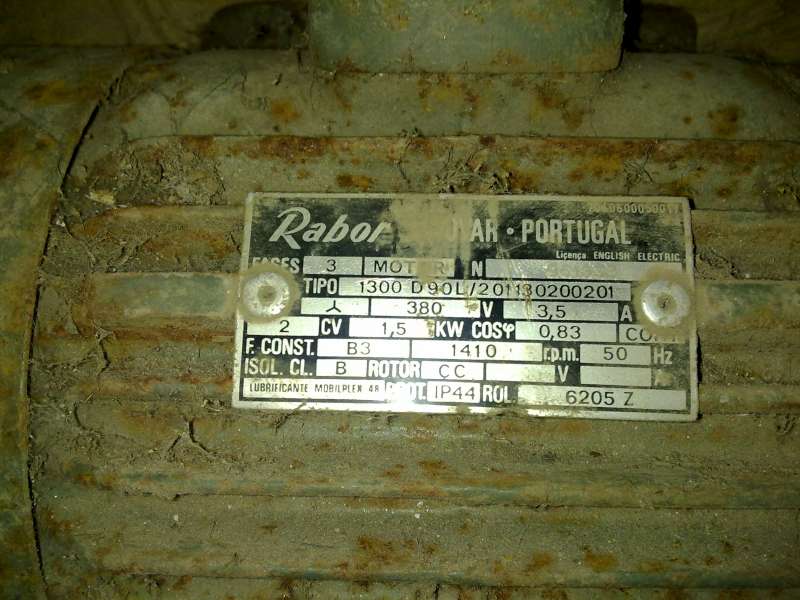 Rabor AR • PORTUGAL
Licença ENGLISH ELECTRIC
FASES 3 MOTOR N
TIPO 1300 D90L/201130200201
380 V 3,5 A
2 CV 1,5 KW COSφ 0,83
F. CONST. B3 1410 r.p.m. 50 Hz
ISOL. CL. B ROTOR CC V
LUBRIFICANTE MOBILPLEX 48 PROT. IP44 ROL 6205 Z